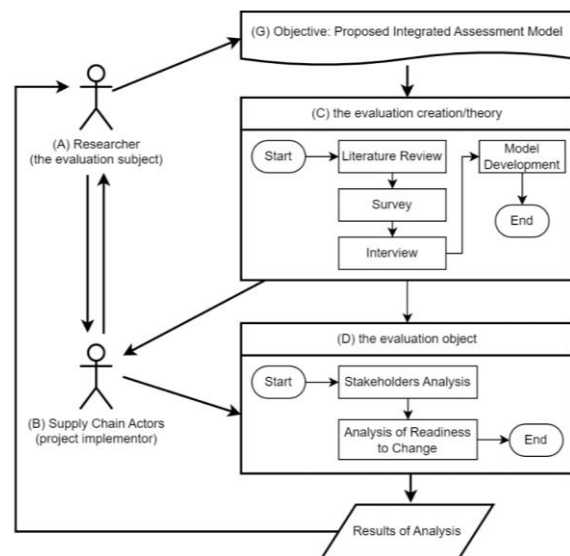 (G) Objective: Proposed Integrated Assessment Model
(A) Researcher
(the evaluation subject)
(C) the evaluation creation/theory
Start
Literature Review
Survey
Interview
Model
Development
End
(B) Supply Chain Actors
(project implementor)
(D) the evaluation object
Start
Stakeholders Analysis
Analysis of Readiness
to Change
End
Results of Analysis